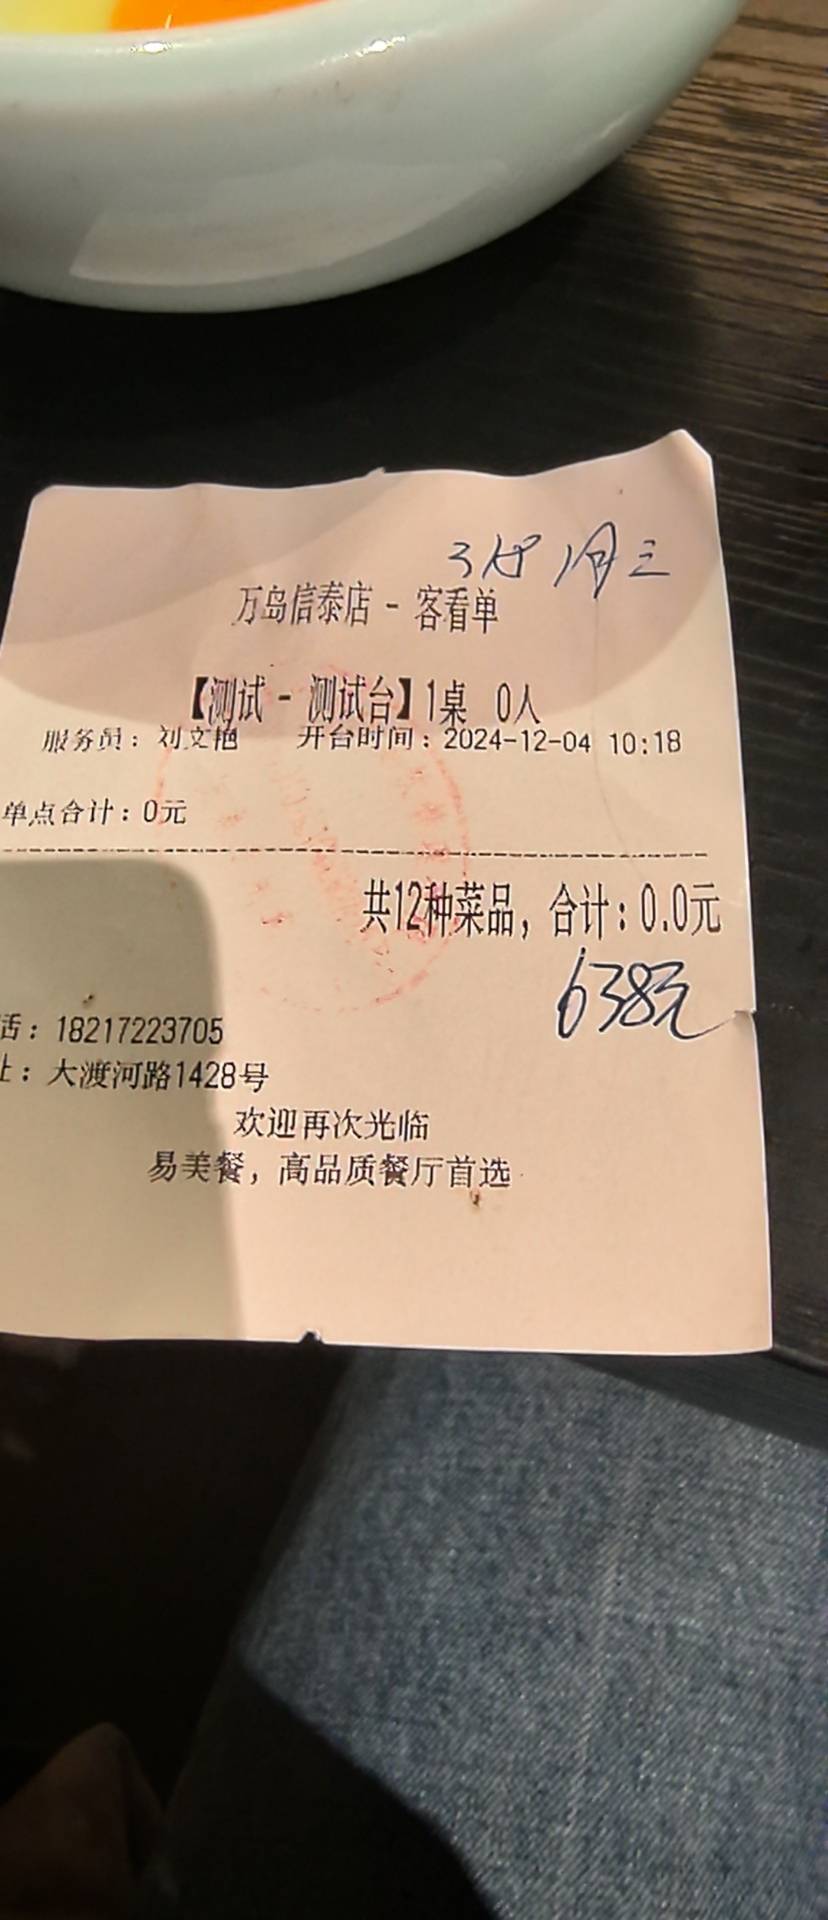 万岛信泰店 - 客看单
【测试 - 测试台】1桌 0人
服务员: 刘文艳 开台时间: 2024-12-04 10:18
单点合计: 0元
共12种菜品, 合计: 0.0元
638元
话: 18217223705
址: 大渡河路1428号
欢迎再次光临
易美餐, 高品质餐厅首选